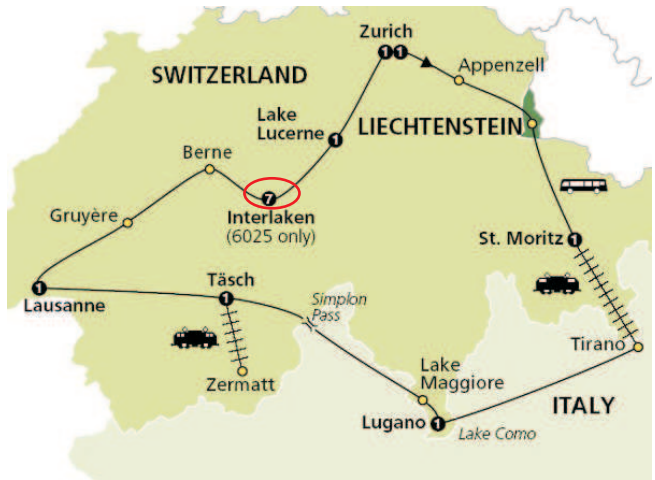 Zurich
1 1
Appenzell
SWITZERLAND
Lake
Lucerne
1
LIECHTENSTEIN
Berne
7
Interlaken
(6025 only)
Gruyère
St. Moritz 1
Täsch
1
1
Lausanne
Simplon
Pass
Zermatt
Tirano
Lake
Maggiore
ITALY
Lugano 1
Lake Como